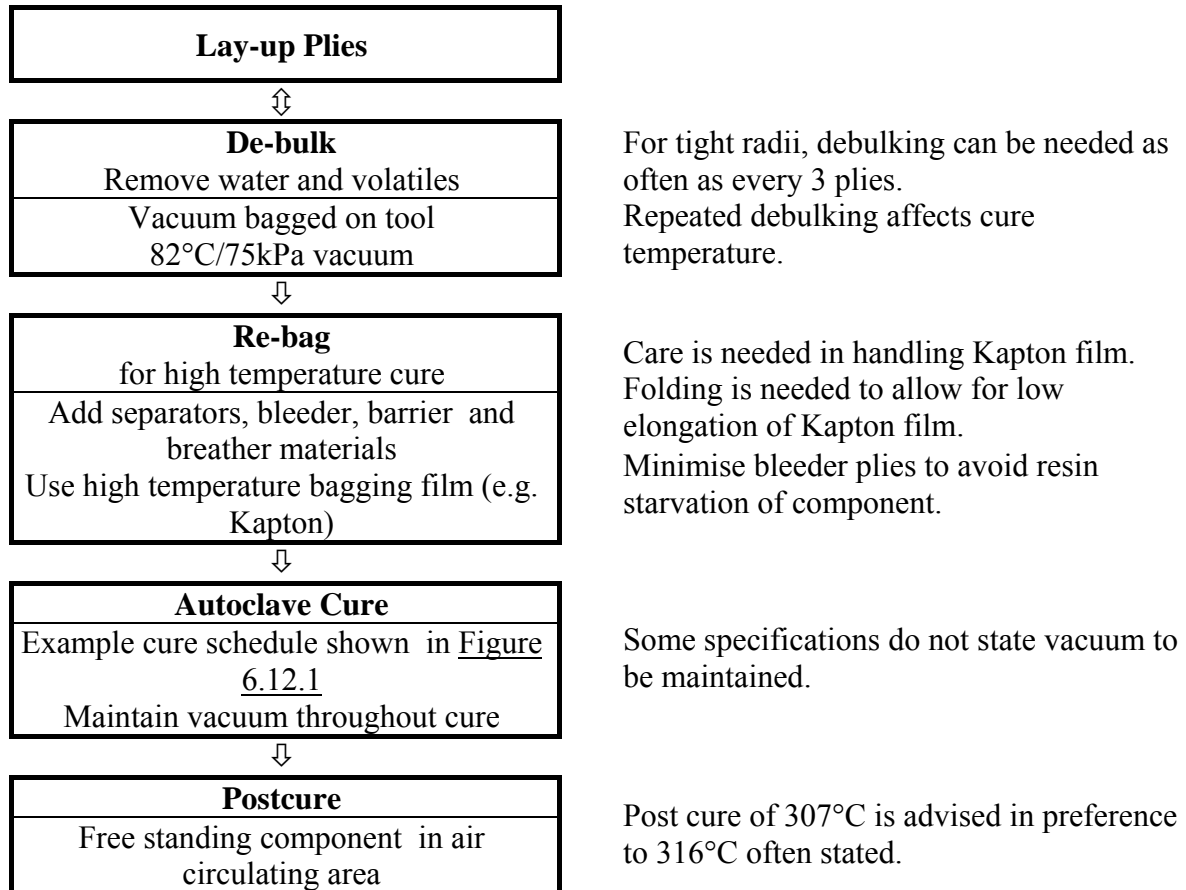 Lay-up Plies
⇕
De-bulk
Remove water and volatiles
Vacuum bagged on tool
82°C/75kPa vacuum
For tight radii, debulking can be needed as
often as every 3 plies.
Repeated debulking affects cure
temperature.
⇩
Re-bag
for high temperature cure
Add separators, bleeder, barrier and
breather materials
Use high temperature bagging film (e.g.
Kapton)
Care is needed in handling Kapton film.
Folding is needed to allow for low
elongation of Kapton film.
Minimise bleeder plies to avoid resin
starvation of component.
⇩
Autoclave Cure
Example cure schedule shown in Figure
6.12.1
Maintain vacuum throughout cure
Some specifications do not state vacuum to
be maintained.
⇩
Postcure
Free standing component in air
circulating area
Post cure of 307°C is advised in preference
to 316°C often stated.